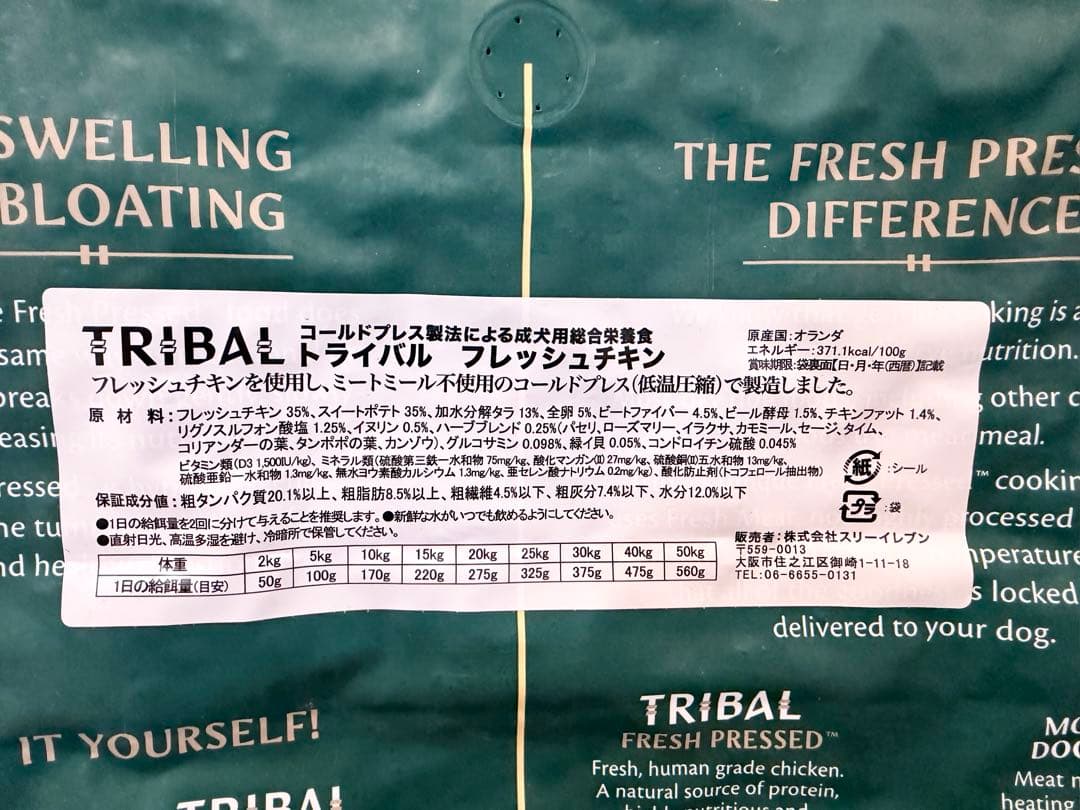 SWELLING
BLOATING
THE FRESH PRES
DIFFERENCE
Fre
sam
TRIBAL
コールドプレス製法による成犬用総合栄養食
トライバル フレッシュチキン
原産国:オランダ
エネルギー:371.1kcal/100g
賞味期限:袋裏面【日・月・年(西暦)】記載
フレッシュチキンを使用し、ミートミール不使用のコールドプレス(低温圧縮)で製造しました。
原材料:フレッシュチキン 35%、スイートポテト 35%、加水分解タラ 13%、全卵 5%、ビートファイバー 4.5%、ビール酵母 1.5%、チキンファット 1.4%、
リグノスルフォン酸塩 1.25%、イヌリン 0.5%、ハーブブレンド 0.25%(パセリ、ローズマリー、イラクサ、カモミール、セージ、タイム、
コリアンダーの葉、タンポポの葉、カンゾウ)、グルコサミン 0.098%、緑イ貝 0.05%、コンドロイチン硫酸 0.045%
ビタミン類(D3 1,500IU/kg)、ミネラル類(硫酸第三鉄一水和物 75mg/kg、酸化マンガン(II) 27mg/kg、硫酸銅(II)五水和物 13mg/kg、
硫酸亜鉛一水和物 1.3mg/kg、無水ヨウ素酸カルシウム 1.3mg/kg、亜セレン酸ナトリウム 0.2mg/kg)、酸化防止剤(トコフェロール抽出物)
紙:シール
プラ:袋
保証成分値:粗タンパク質20.1%以上、粗脂肪8.5%以上、粗繊維4.5%以下、粗灰分7.4%以下、水分12.0%以下
●1日の給餌量を2回に分けて与えることを推奨します。●新鮮な水がいつでも飲めるようにしてください。
●直射日光、高温多湿を避け、冷暗所で保管してください。
体重 2kg 5kg 10kg 15kg 20kg 25kg 30kg 40kg 50kg
1日の給餌量(目安) 50g 100g 170g 220g 275g 325g 375g 475g 560g
販売者:株式会社スリーイレブン
〒559-0013
大阪市住之江区御崎1-11-18
TEL:06-6655-0131
king is a
utrition.
other c
meal.
™ cookin
rocessed
mperature
s locked
delivered to your dog.
IT YOURSELF!
TRIBAL
TRIBAL
FRESH PRESSED™
Fresh, human grade chicken.
A natural source of protein,
MO
DOG
Meat m
heating